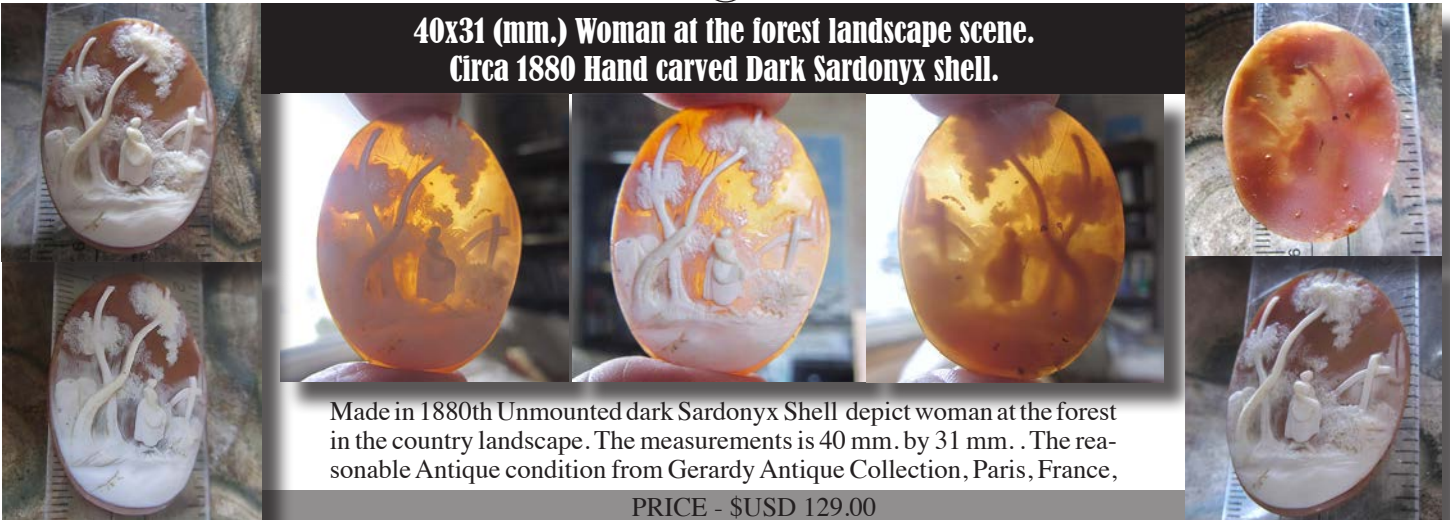 40x31 (mm.) Woman at the forest landscape scene.
Circa 1880 Hand carved Dark Sardonyx shell.
Made in 1880th Unmounted dark Sardonyx Shell depict woman at the forest
in the country landscape. The measurements is 40 mm. by 31 mm. . The rea-
sonable Antique condition from Gerardy Antique Collection, Paris, France,
PRICE - $USD 129.00